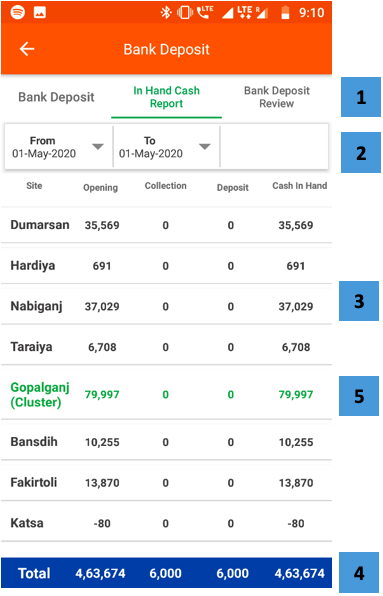 LTE LTE R 9:10
Bank Deposit
Bank Deposit In Hand Cash Report Bank Deposit Review
1
From To
01-May-2020 01-May-2020
2
Site Opening Collection Deposit Cash In Hand
Dumarsan 35,569 0 0 35,569
Hardiya 691 0 0 691
Nabiganj 37,029 0 0 37,029
3
Taraiya 6,708 0 0 6,708
Gopalganj (Cluster) 79,997 0 0 79,997
5
Bansdih 10,255 0 0 10,255
Fakirtoli 13,870 0 0 13,870
Katsa -80 0 0 -80
Total 4,63,674 6,000 6,000 4,63,674
4